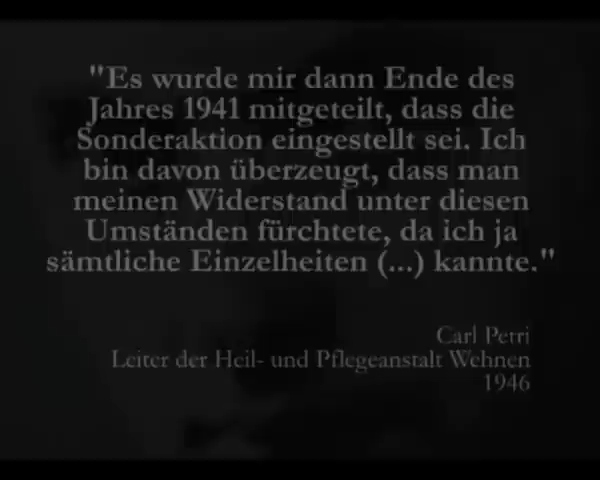 "Es wurde mir dann Ende des
Jahres 1941 mitgeteilt, dass die
Sonderaktion eingestellt sei. Ich
bin davon überzeugt, dass man
meinen Widerstand unter diesen
Umständen fürchtete, da ich ja
sämtliche Einzelheiten (...) kannte."
Carl Petri
Leiter der Heil- und Pflegeanstalt Wehnen
1946